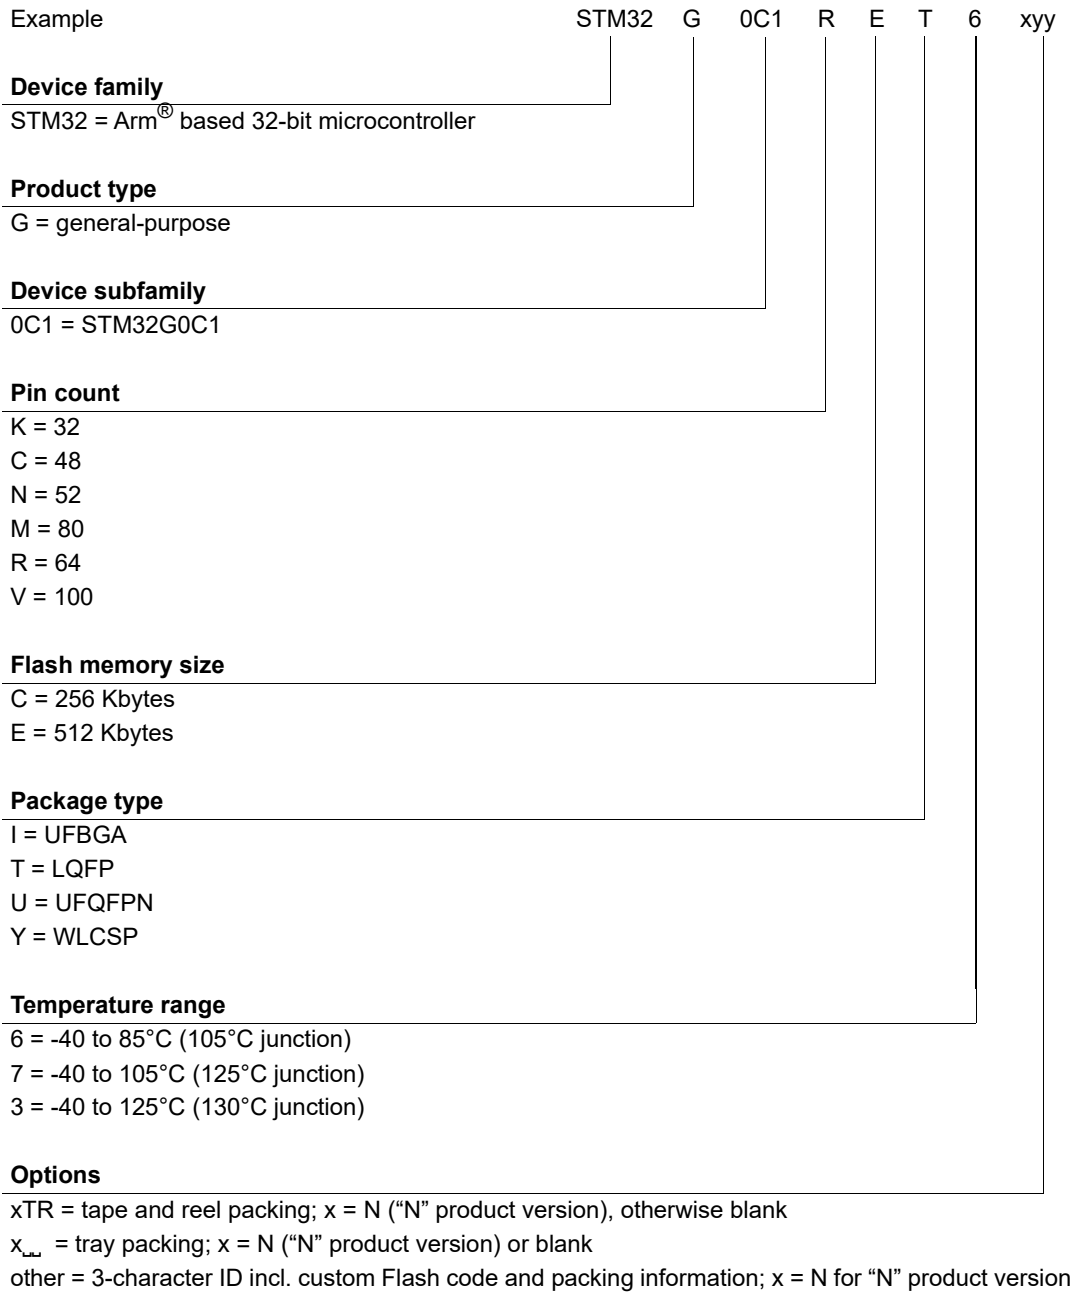 Example STM32 G 0C1 R E T 6 xyy
Device family
STM32 = Arm® based 32-bit microcontroller
Product type
G = general-purpose
Device subfamily
0C1 = STM32G0C1
Pin count
K = 32
C = 48
N = 52
M = 80
R = 64
V = 100
Flash memory size
C = 256 Kbytes
E = 512 Kbytes
Package type
I = UFBGA
T = LQFP
U = UFQFPN
Y = WLCSP
Temperature range
6 = -40 to 85°C (105°C junction)
7 = -40 to 105°C (125°C junction)
3 = -40 to 125°C (130°C junction)
Options
xTR = tape and reel packing; x = N (“N” product version), otherwise blank
x␣␣ = tray packing; x = N (“N” product version) or blank
other = 3-character ID incl. custom Flash code and packing information; x = N for “N” product version